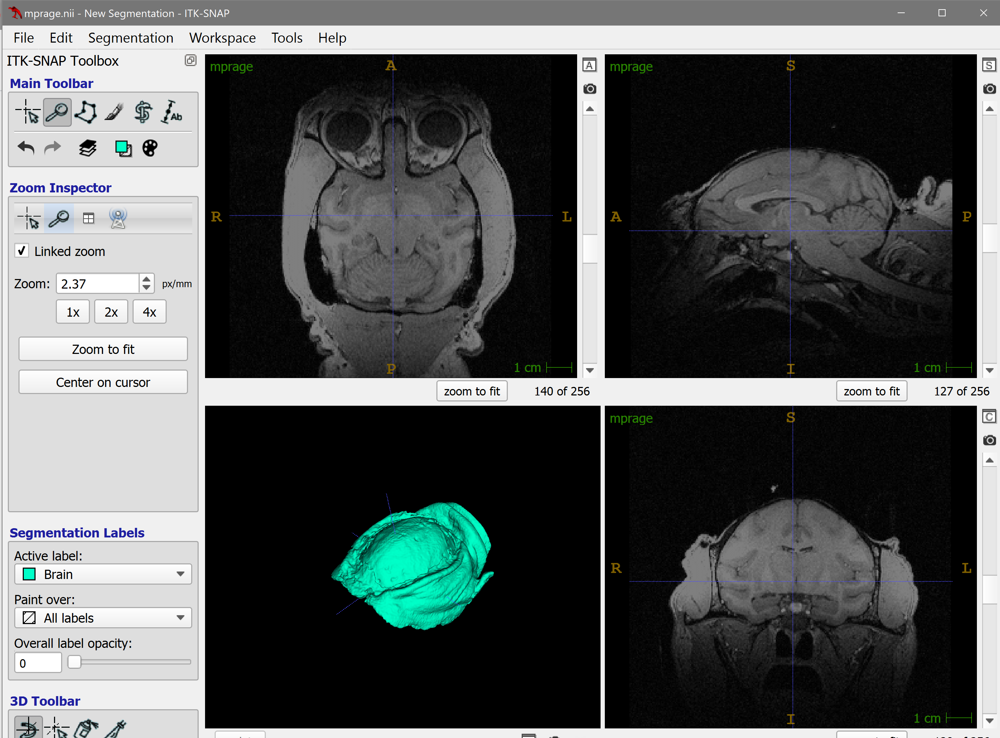 mprage.nii - New Segmentation - ITK-SNAP
File Edit Segmentation Workspace Tools Help
ITK-SNAP Toolbox
Main Toolbar
Ab
Zoom Inspector
Linked zoom
Zoom: 2.37 px/mm
1x 2x 4x
Zoom to fit
Center on cursor
Segmentation Labels
Active label:
Brain
Paint over:
All labels
Overall label opacity:
0
3D Toolbar
mprage
A
R
L
P
1 cm
A
zoom to fit 140 of 256
mprage
S
A
P
I
1 cm
S
zoom to fit 127 of 256
mprage
S
R
L
I
1 cm
C